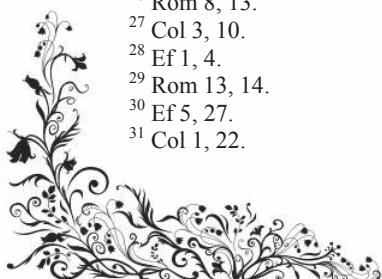 Rom 8, 13.
27 Col 3, 10.
28 Ef 1, 4.
29 Rom 13, 14.
30 Ef 5, 27.
31 Col 1, 22.